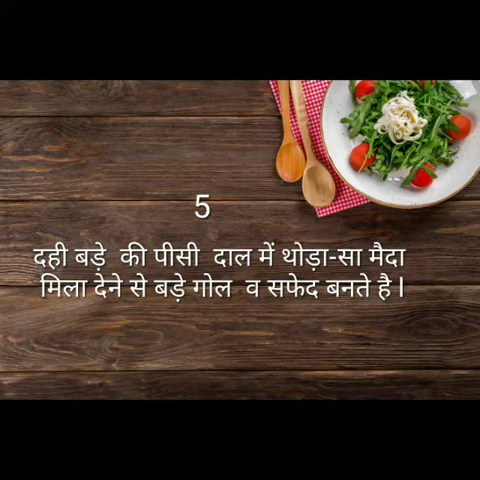 5
दही बड़े की पीसी दाल में थोड़ा-सा मैदा
मिला देने से बड़े गोल व सफेद बनते है l